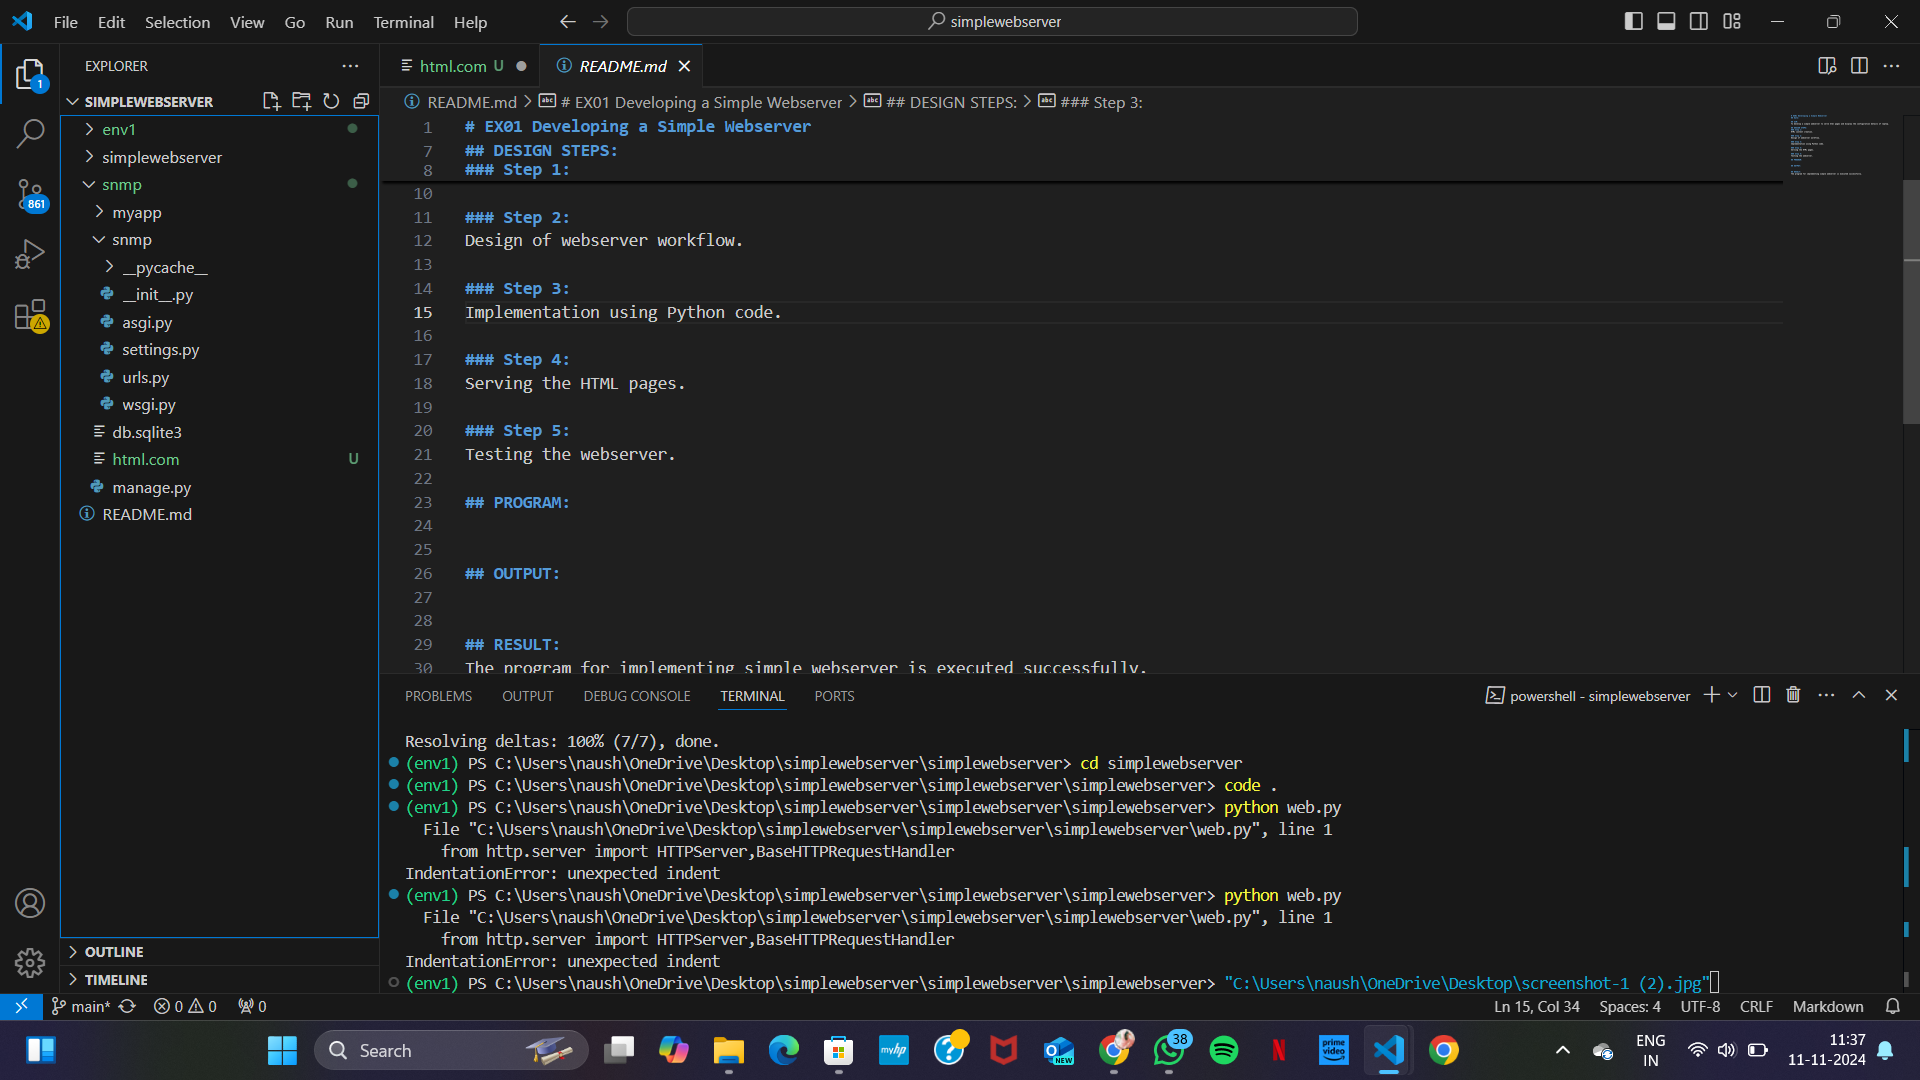 File Edit Selection View Go Run Terminal Help
simplewebserver
EXPLORER
html.com U
README.md
1
SIMPLEWEBSERVER
README.md > # EX01 Developing a Simple Webserver > ## DESIGN STEPS: > ### Step 3:
env1
simplewebserver
snmp
myapp
snmp
__pycache__
__init__.py
asgi.py
settings.py
urls.py
wsgi.py
db.sqlite3
html.com U
manage.py
README.md
861
OUTLINE
TIMELINE
1 # EX01 Developing a Simple Webserver
7 ## DESIGN STEPS:
8 ### Step 1:
10
11 ### Step 2:
12 Design of webserver workflow.
13
14 ### Step 3:
15 Implementation using Python code.
16
17 ### Step 4:
18 Serving the HTML pages.
19
20 ### Step 5:
21 Testing the webserver.
22
23 ## PROGRAM:
24
25
26 ## OUTPUT:
27
28
29 ## RESULT:
30 The program for implementing simple webserver is executed successfully.
PROBLEMS OUTPUT DEBUG CONSOLE TERMINAL PORTS
powershell - simplewebserver
Resolving deltas: 100% (7/7), done.
(env1) PS C:\Users\naush\OneDrive\Desktop\simplewebserver\simplewebserver> cd simplewebserver
(env1) PS C:\Users\naush\OneDrive\Desktop\simplewebserver\simplewebserver\simplewebserver> code .
(env1) PS C:\Users\naush\OneDrive\Desktop\simplewebserver\simplewebserver\simplewebserver> python web.py
File "C:\Users\naush\OneDrive\Desktop\simplewebserver\simplewebserver\simplewebserver\web.py", line 1
from http.server import HTTPServer,BaseHTTPRequestHandler
IndentationError: unexpected indent
(env1) PS C:\Users\naush\OneDrive\Desktop\simplewebserver\simplewebserver\simplewebserver> python web.py
File "C:\Users\naush\OneDrive\Desktop\simplewebserver\simplewebserver\simplewebserver\web.py", line 1
from http.server import HTTPServer,BaseHTTPRequestHandler
IndentationError: unexpected indent
(env1) PS C:\Users\naush\OneDrive\Desktop\simplewebserver\simplewebserver\simplewebserver> "C:\Users\naush\OneDrive\Desktop\screenshot-1 (2).jpg"
main* 0 0 0
Ln 15, Col 34 Spaces: 4 UTF-8 CRLF Markdown
Search
myhp
NEW
38
N
prime video
ENG
IN
11:37
11-11-2024